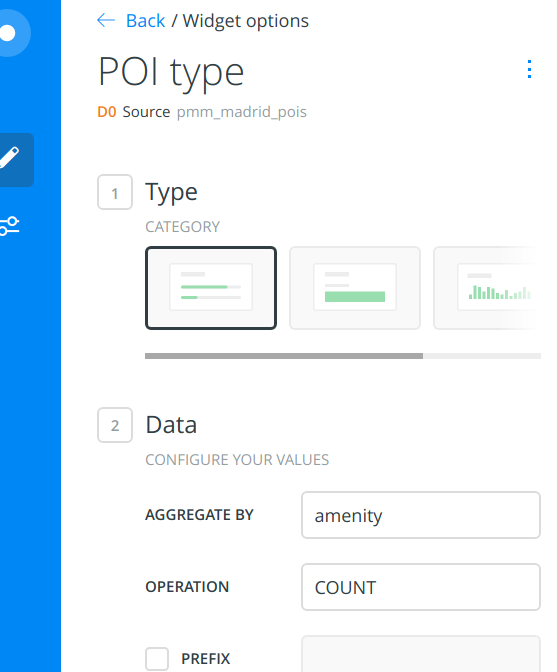 ← Back / Widget options
POI type
D0 Source pmm_madrid_pois
1 Type
CATEGORY
2 Data
CONFIGURE YOUR VALUES
AGGREGATE BY amenity
OPERATION COUNT
PREFIX